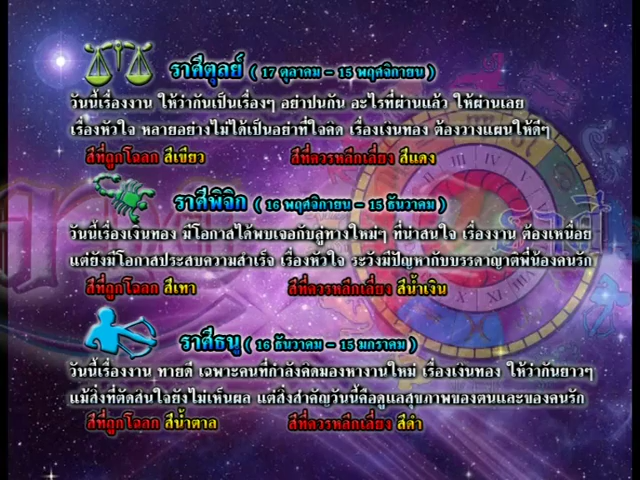 ราศีตุลย์ ( 17 ตุลาคม – 15 พฤศจิกายน )
วันนี้เรื่องงาน ให้ว่ากันเป็นเรื่องๆ อย่าปนกัน อะไรที่ผ่านแล้ว ให้ผ่านเลย
เรื่องหัวใจ หลายอย่างไม่ได้เป็นอย่าที่ใจคิด เรื่องเงินทอง ต้องวางแผนให้ดีๆ
สีที่ถูกโฉลก สีเขียว สีที่ควรหลีกเลี่ยง สีแดง
ราศีพิจิก ( 16 พฤศจิกายน – 15 ธันวาคม )
วันนี้เรื่องเงินทอง มีโอกาสได้พบเจอกับลู่ทางใหม่ๆ ที่น่าสนใจ เรื่องงาน ต้องเหนื่อย
แต่ยังมีโอกาสประสบความสำเร็จ เรื่องหัวใจ ระวังมีปัญหากับบรรดาญาติพี่น้องคนรัก
สีที่ถูกโฉลก สีเทา สีที่ควรหลีกเลี่ยง สีน้ำเงิน
ราศีธนู ( 16 ธันวาคม – 15 มกราคม )
วันนี้เรื่องงาน ทายดี เฉพาะคนที่กำลังคิดมองหางานใหม่ เรื่องเงินทอง ให้ว่ากันยาวๆ
แม้สิ่งที่ตัดสินใจยังไม่เห็นผล แต่สิ่งสำคัญวันนี้คือดูแลสุขภาพของตนและของคนรัก
สีที่ถูกโฉลก สีน้ำตาล สีที่ควรหลีกเลี่ยง สีดำ